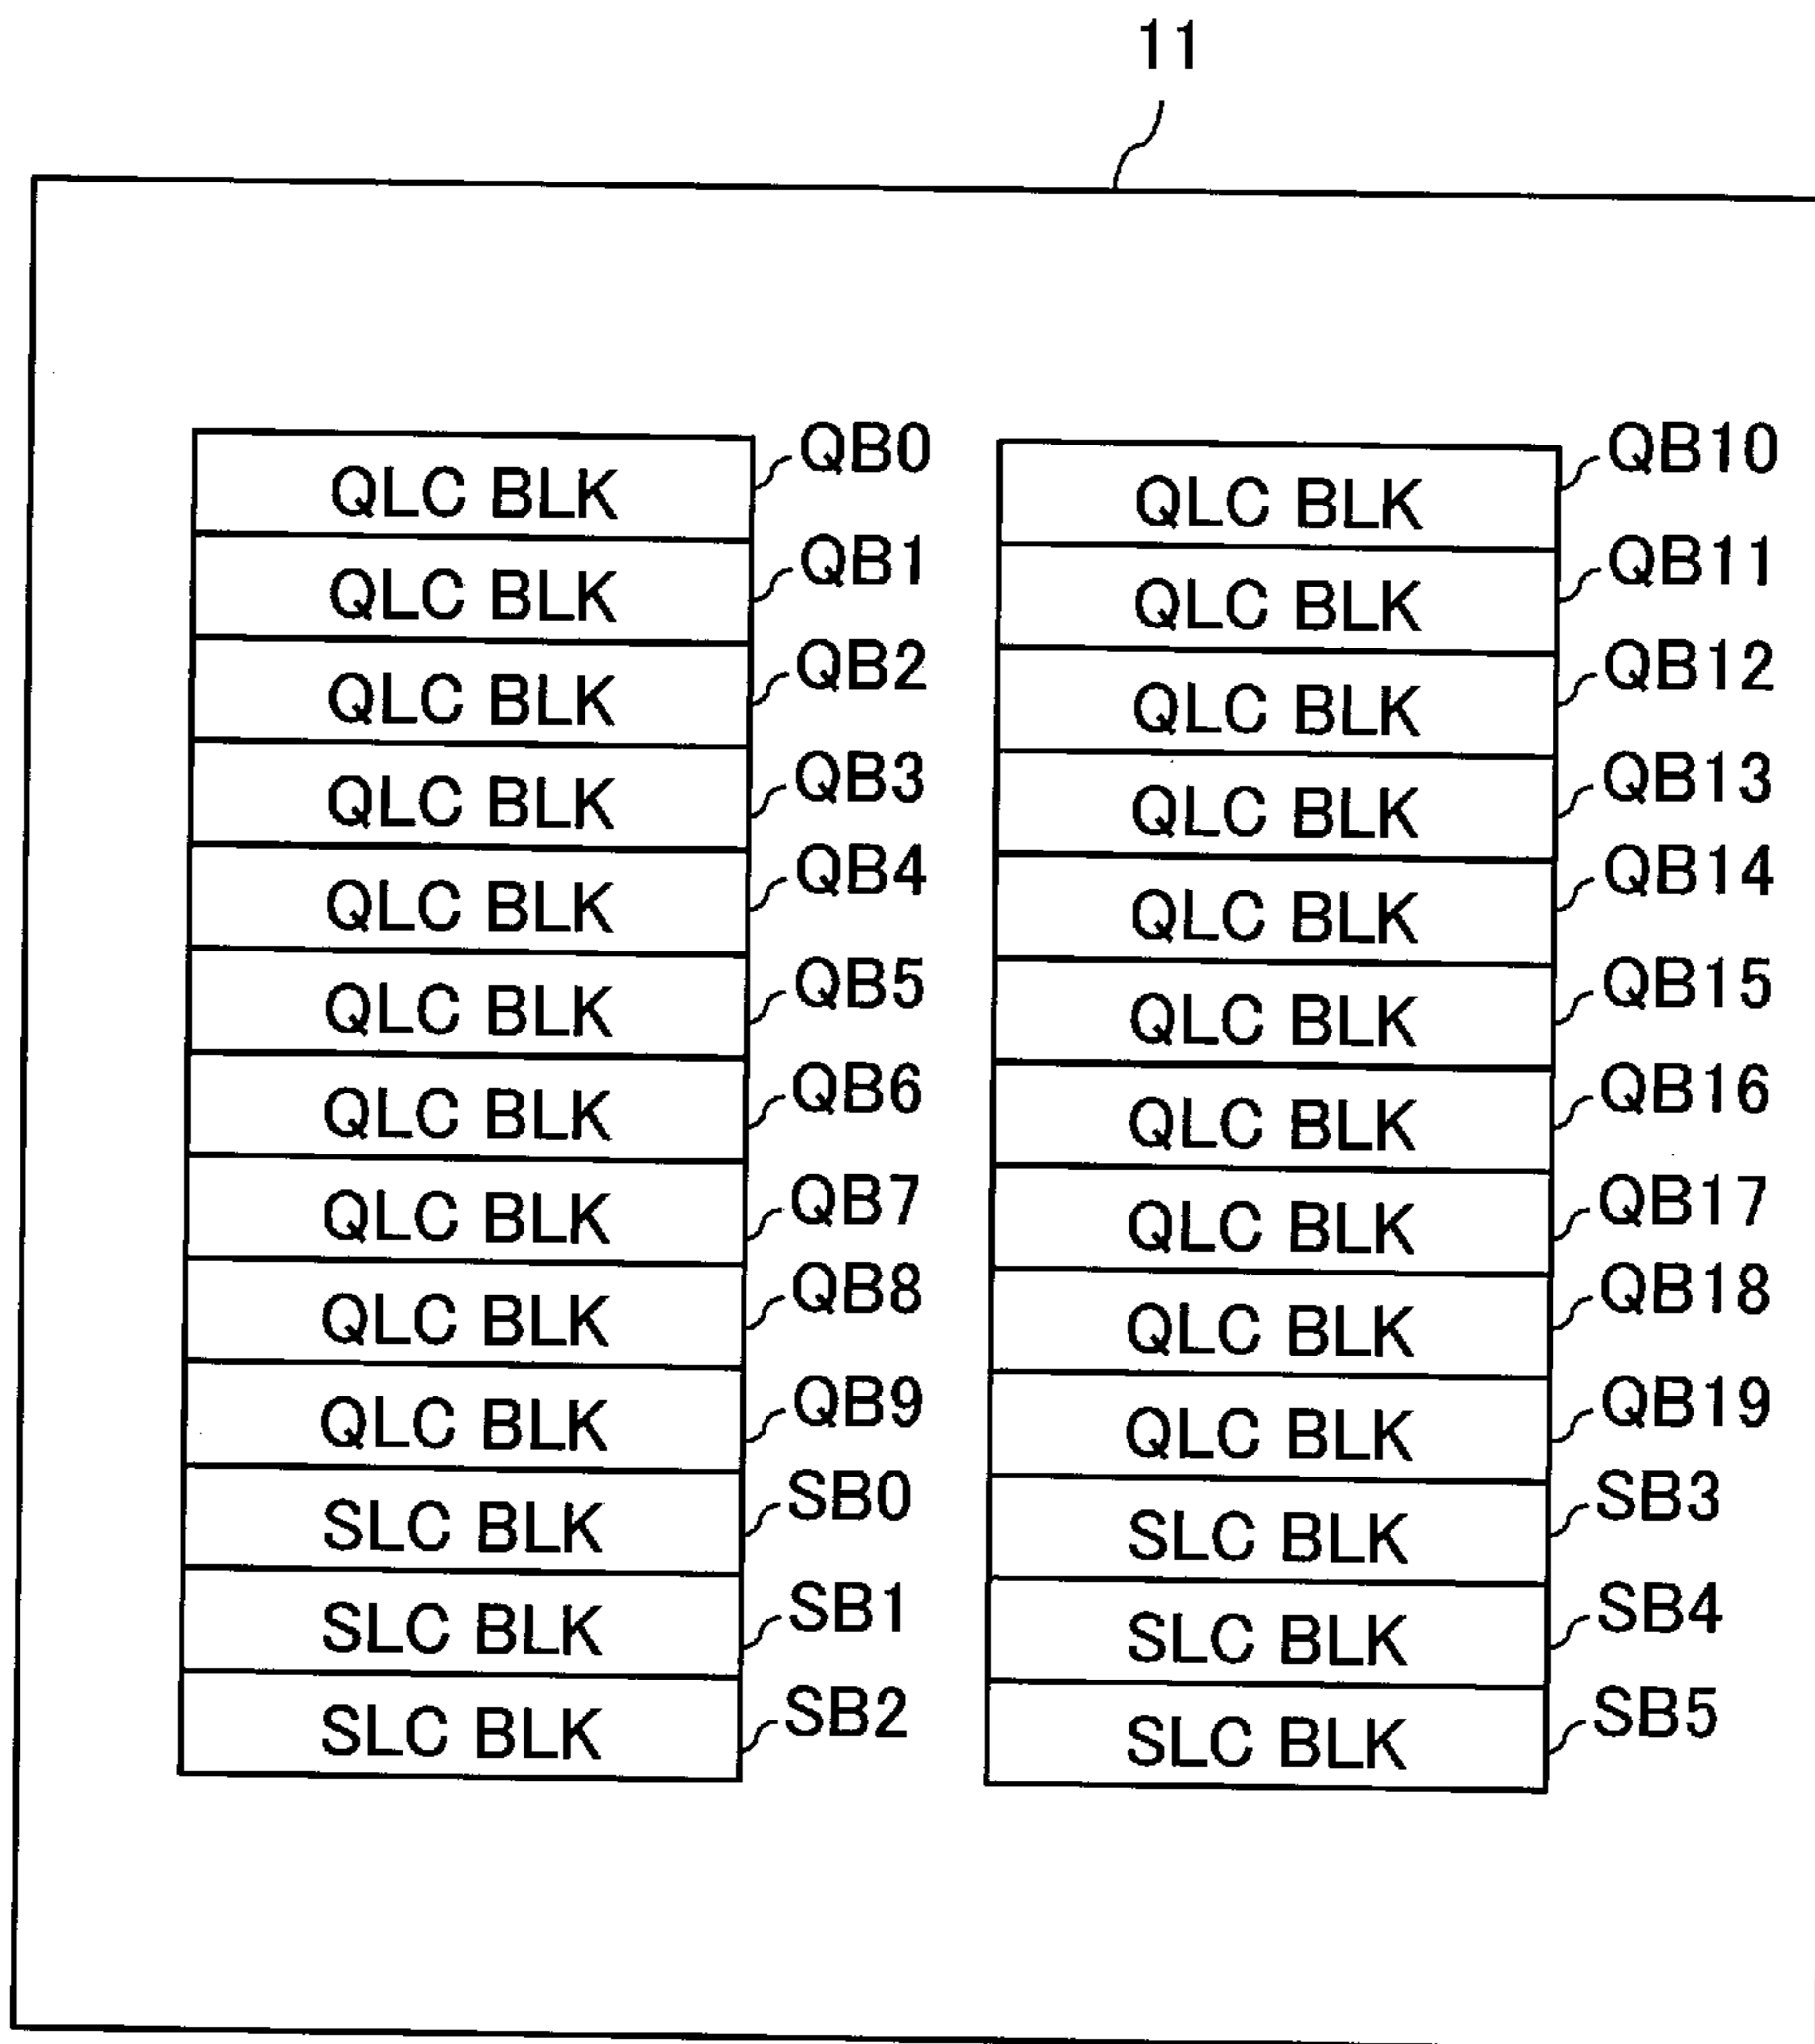 11
QLC BLK QB0 QLC BLK QB10
QLC BLK QB1 QLC BLK QB11
QLC BLK QB2 QLC BLK QB12
QLC BLK QB3 QLC BLK QB13
QLC BLK QB4 QLC BLK QB14
QLC BLK QB5 QLC BLK QB15
QLC BLK QB6 QLC BLK QB16
QLC BLK QB7 QLC BLK QB17
QLC BLK QB8 QLC BLK QB18
QLC BLK QB9 QLC BLK QB19
SLC BLK SB0 SLC BLK SB3
SLC BLK SB1 SLC BLK SB4
SLC BLK SB2 SLC BLK SB5